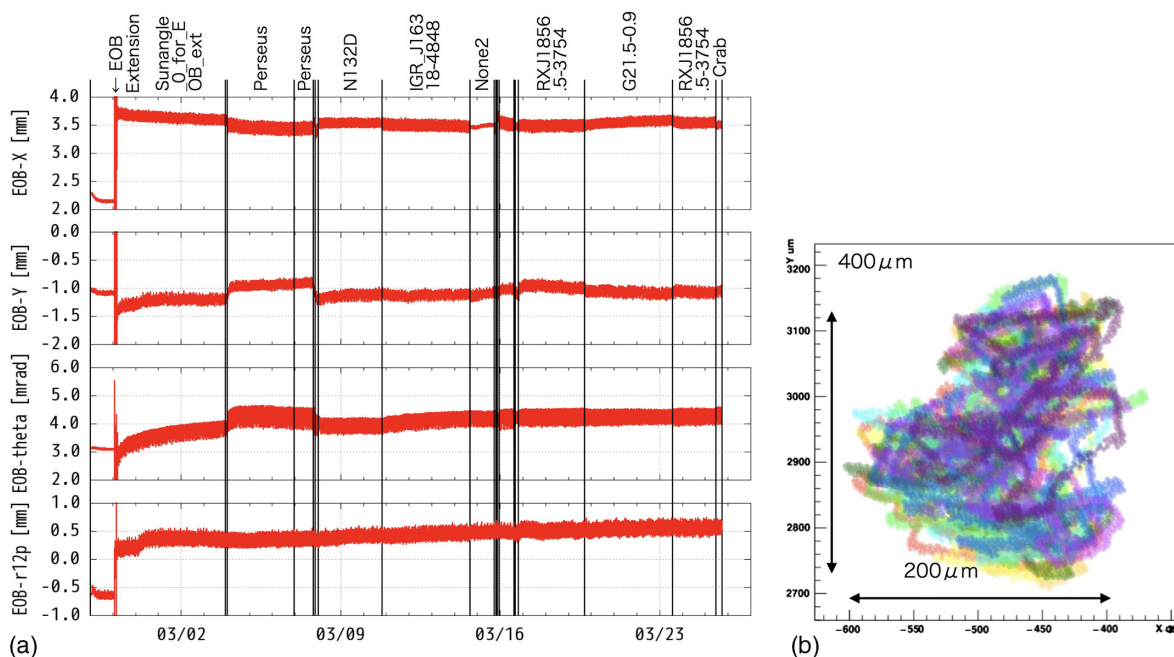 ← EOB
Extension
Sunangle
0_for_E
OB_ext
Perseus
Perseus
N132D
IGR_J163
18-4848
None2
RXJ1856
.5-3754
G21.5-0.9
RXJ1856
.5-3754
Crab
EOB-X [mm]
4.0
3.5
3.0
2.5
2.0
EOB-Y [mm]
0.0
-0.5
-1.0
-1.5
-2.0
EOB-theta [mrad]
6.0
5.0
4.0
3.0
2.0
EOB-r12p [mm]
1.0
0.5
0.0
-0.5
-1.0
03/02
03/09
03/16
03/23
(a)
Y um
3200
3100
3000
2900
2800
2700
400μm
200μm
-600
-550
-500
-450
-400
(b)